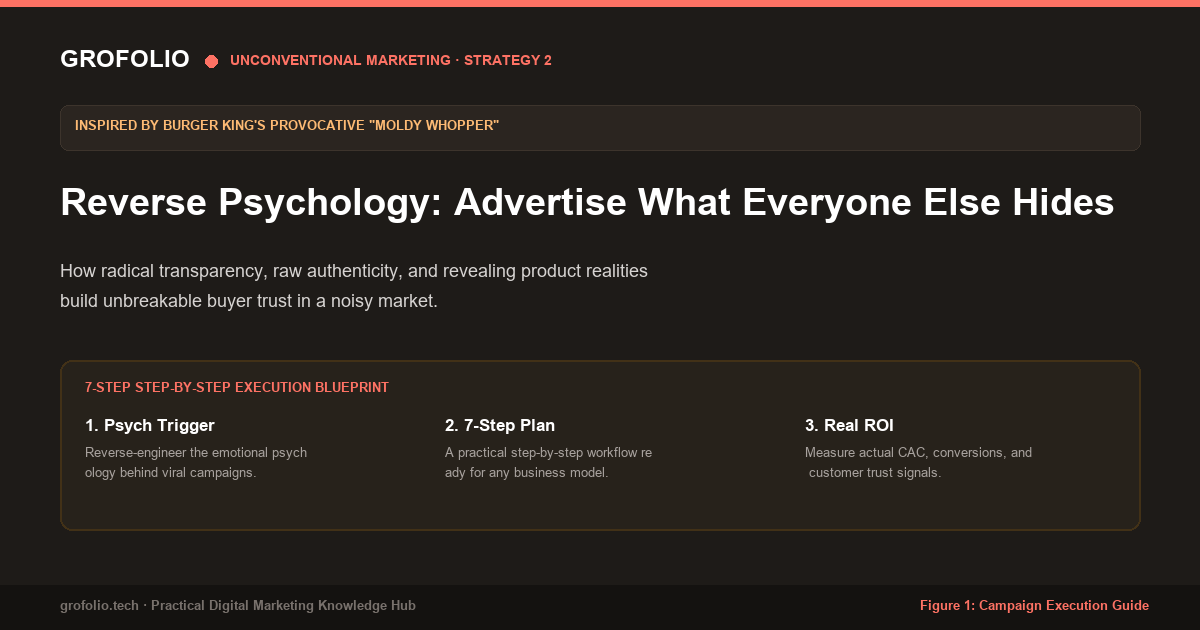 GROFOLIO
UNCONVENTIONAL MARKETING · STRATEGY 2
INSPIRED BY BURGER KING'S PROVOCATIVE "MOLDY WHOPPER"
Reverse Psychology: Advertise What Everyone Else Hides
How radical transparency, raw authenticity, and revealing product realities
build unbreakable buyer trust in a noisy market.
7-STEP STEP-BY-STEP EXECUTION BLUEPRINT
1. Psych Trigger
Reverse-engineer the emotional psych
ology behind viral campaigns.
2. 7-Step Plan
A practical step-by-step workflow re
ady for any business model.
3. Real ROI
Measure actual CAC, conversions, and
customer trust signals.
grofolio.tech · Practical Digital Marketing Knowledge Hub
Figure 1: Campaign Execution Guide